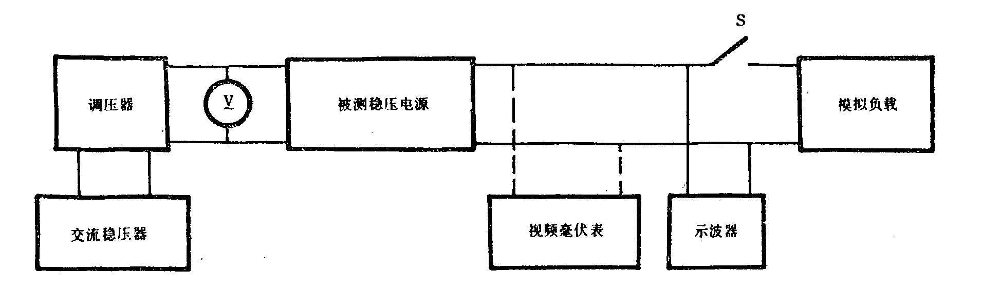 S
调压器
V
被测稳压电源
模拟负载
交流稳压器
视频毫伏表
示波器